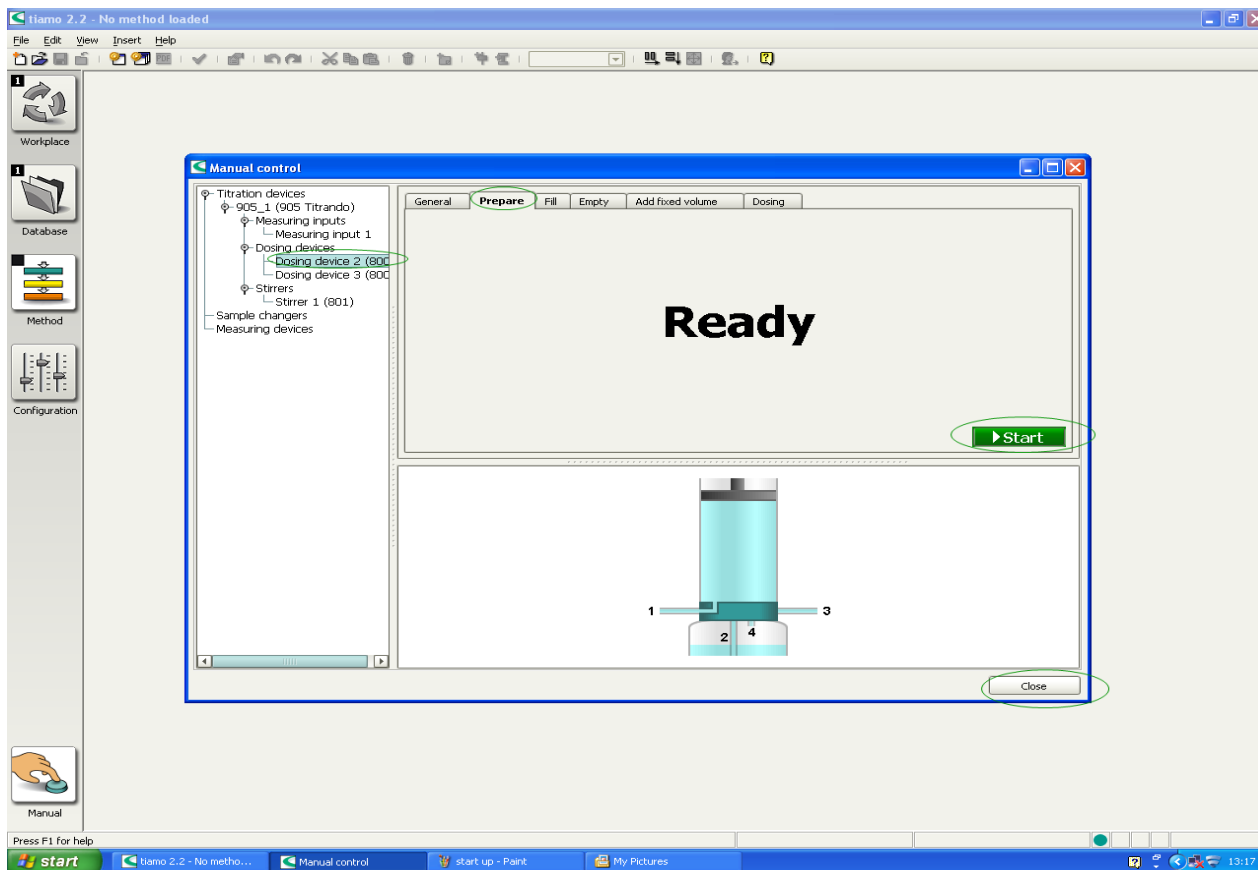 tiamo 2.2 - No method loaded
File Edit View Insert Help
PDF
1
Workplace
1
Database
Method
Configuration
Manual
Manual control
Titration devices
905_1 (905 Titrando)
Measuring inputs
Measuring input 1
Dosing devices
Dosing device 2 (800
Dosing device 3 (800
Stirrers
Stirrer 1 (801)
Sample changers
Measuring devices
General Prepare Fill Empty Add fixed volume Dosing
Ready
Start
1 3
2 4
Close
Press F1 for help
start tiamo 2.2 - No metho... Manual control start up - Paint My Pictures 13:17